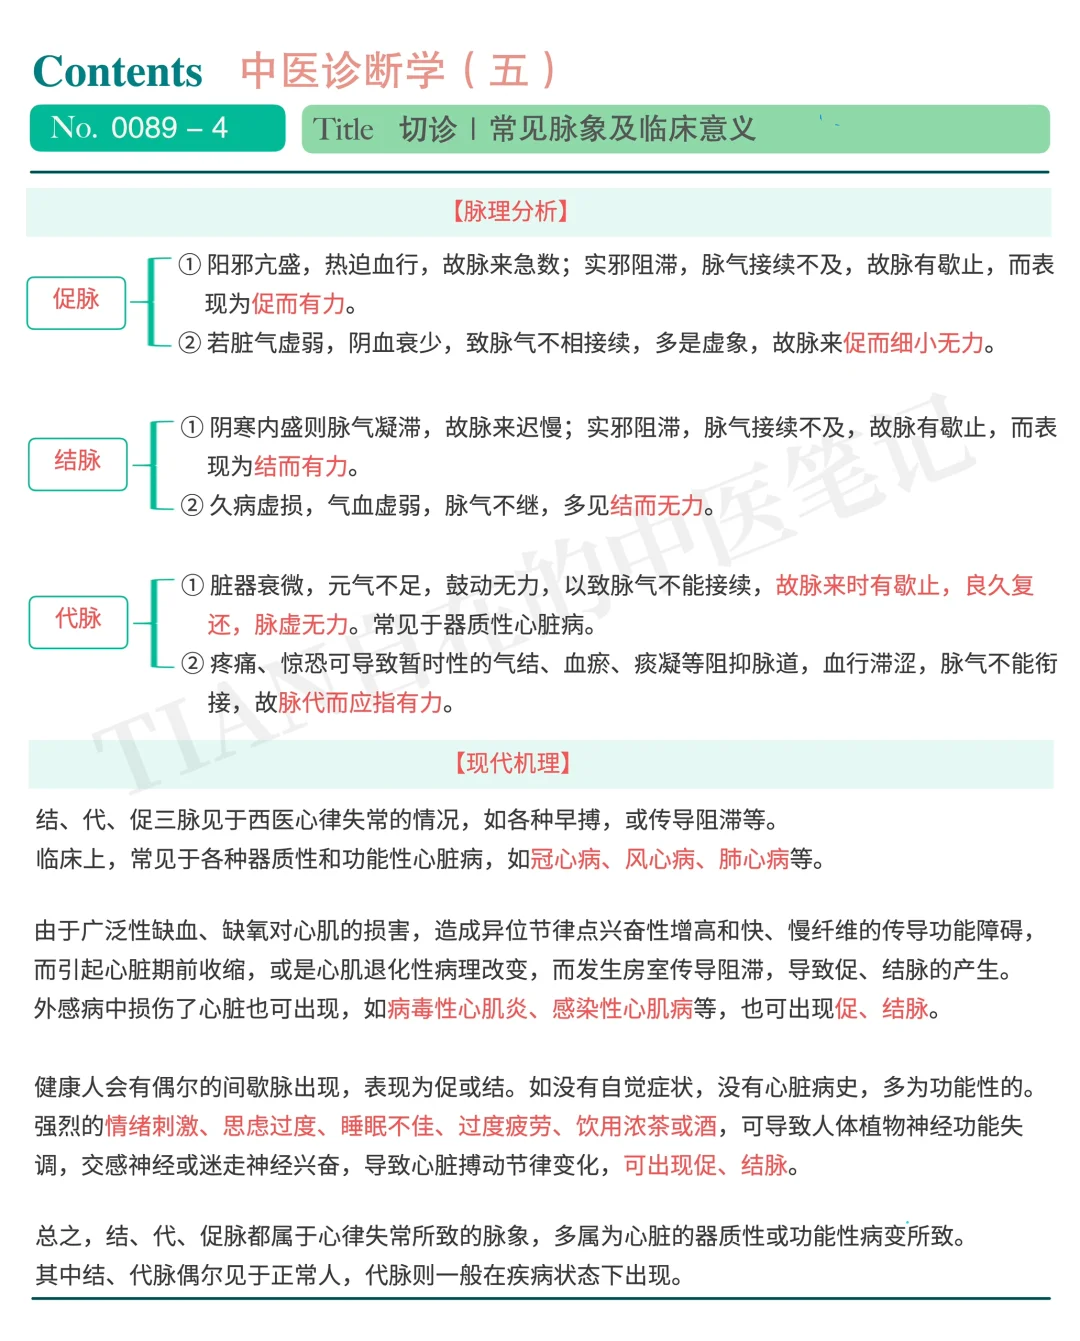 Contents 中医诊断学（五）
No. 0089 – 4 Title 切诊 | 常见脉象及临床意义
【脉理分析】
促脉
① 阳邪亢盛，热迫血行，故脉来急数；实邪阻滞，脉气接续不及，故脉有歇止，而表
现为促而有力。
② 若脏气虚弱，阴血衰少，致脉气不相接续，多是虚象，故脉来促而细小无力。
结脉
① 阴寒内盛则脉气凝滞，故脉来迟慢；实邪阻滞，脉气接续不及，故脉有歇止，而表
现为结而有力。
② 久病虚损，气血虚弱，脉气不继，多见结而无力。
代脉
① 脏器衰微，元气不足，鼓动无力，以致脉气不能接续，故脉来时有歇止，良久复
还，脉虚无力。常见于器质性心脏病。
② 疼痛、惊恐可导致暂时性的气结、血瘀、痰凝等阻抑脉道，血行滞涩，脉气不能衔
接，故脉代而应指有力。
【现代机理】
结、代、促三脉见于西医心律失常的情况，如各种早搏，或传导阻滞等。
临床上，常见于各种器质性和功能性心脏病，如冠心病、风心病、肺心病等。
由于广泛性缺血、缺氧对心肌的损害，造成异位节律点兴奋性增高和快、慢纤维的传导功能障碍，
而引起心脏期前收缩，或是心肌退化性病理改变，而发生房室传导阻滞，导致促、结脉的产生。
外感病中损伤了心脏也可出现，如病毒性心肌炎、感染性心肌病等，也可出现促、结脉。
健康人会有偶尔的间歇脉出现，表现为促或结。如没有自觉症状，没有心脏病史，多为功能性的。
强烈的情绪刺激、思虑过度、睡眠不佳、过度疲劳、饮用浓茶或酒，可导致人体植物神经功能失
调，交感神经或迷走神经兴奋，导致心脏搏动节律变化，可出现促、结脉。
总之，结、代、促脉都属于心律失常所致的脉象，多属为心脏的器质性或功能性病变所致。
其中结、代脉偶尔见于正常人，代脉则一般在疾病状态下出现。